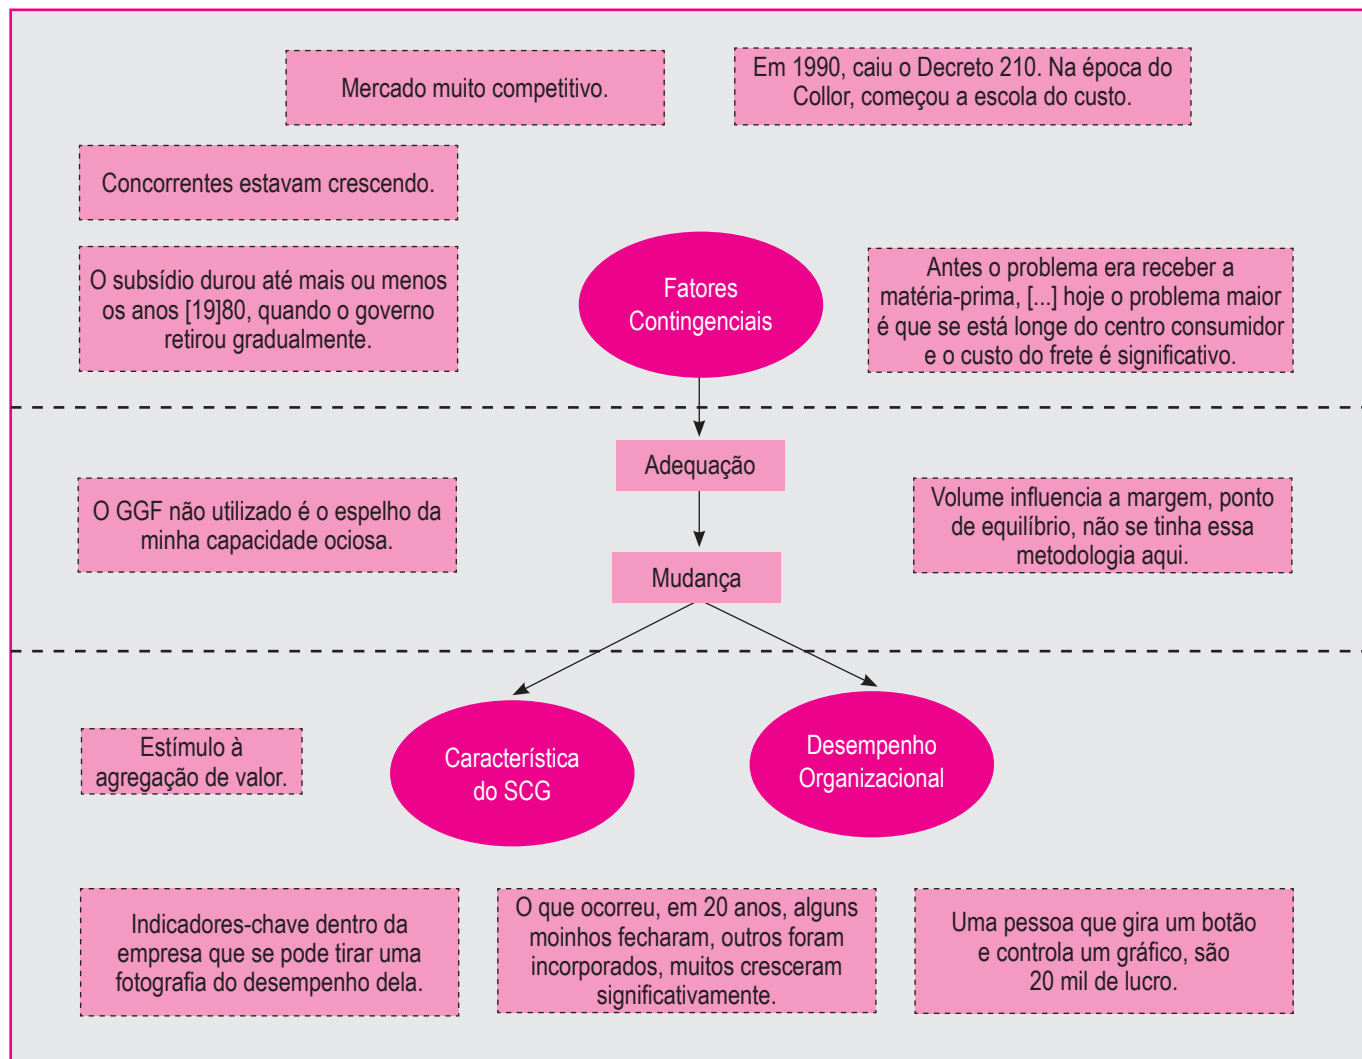 Mercado muito competitivo.
Em 1990, caiu o Decreto 210. Na época do
Collor, começou a escola do custo.
Concorrentes estavam crescendo.
O subsídio durou até mais ou menos
os anos [19]80, quando o governo
retirou gradualmente.
Fatores
Contingenciais
Antes o problema era receber a
matéria-prima, [...] hoje o problema maior
é que se está longe do centro consumidor
e o custo do frete é significativo.
Adequação
O GGF não utilizado é o espelho da
minha capacidade ociosa.
Volume influencia a margem, ponto
de equilíbrio, não se tinha essa
metodologia aqui.
Mudança
Estímulo à
agregação de valor.
Característica
do SCG
Desempenho
Organizacional
Indicadores-chave dentro da
empresa que se pode tirar uma
fotografia do desempenho dela.
O que ocorreu, em 20 anos, alguns
moinhos fecharam, outros foram
incorporados, muitos cresceram
significativamente.
Uma pessoa que gira um botão
e controla um gráfico, são
20 mil de lucro.